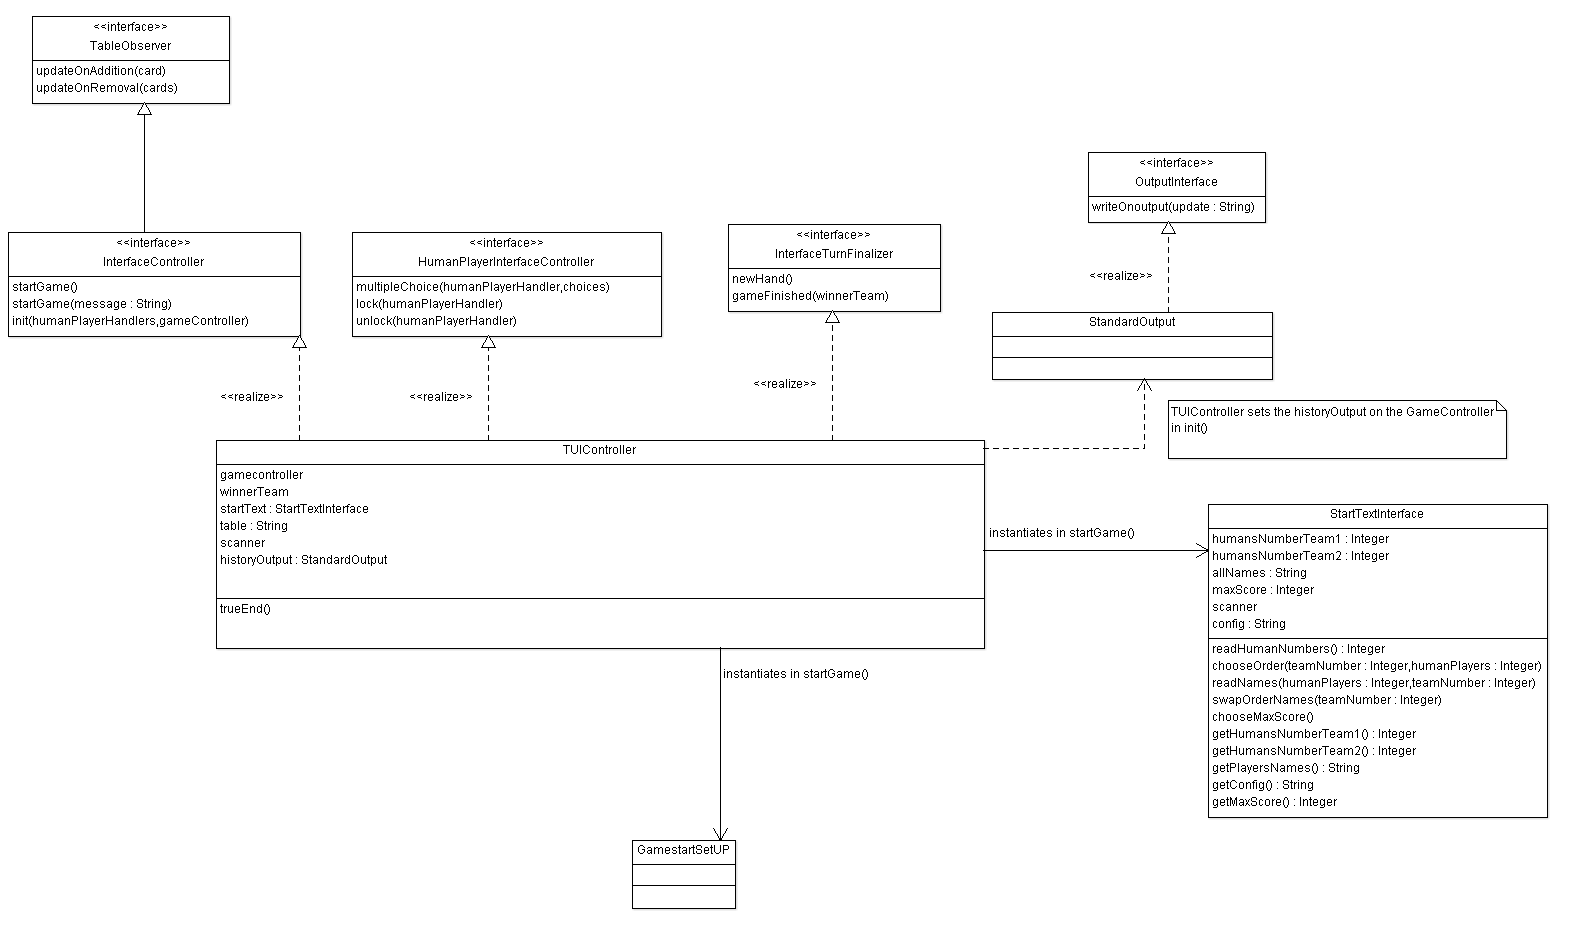 <<interface>>
TableObserver
updateOnAddition(card)
updateOnRemoval(cards)
<<interface>>
OutputInterface
writeOnoutput(update : String)
<<interface>>
InterfaceController
startGame()
startGame(message : String)
init(humanPlayerHandlers,gameController)
<<interface>>
HumanPlayerInterfaceController
multipleChoice(humanPlayerHandler,choices)
lock(humanPlayerHandler)
unlock(humanPlayerHandler)
<<interface>>
InterfaceTurnFinalizer
newHand()
gameFinished(winnerTeam)
<<realize>>
StandardOutput
<<realize>>
<<realize>>
<<realize>>
TUIController sets the historyOutput on the GameController
in init()
TUIController
gamecontroller
winnerTeam
startText : StartTextInterface
table : String
scanner
historyOutput : StandardOutput
trueEnd()
instantiates in startGame()
StartTextInterface
humansNumberTeam1 : Integer
humansNumberTeam2 : Integer
allNames : String
maxScore : Integer
scanner
config : String
readHumanNumbers() : Integer
chooseOrder(teamNumber : Integer,humanPlayers : Integer)
readNames(humanPlayers : Integer,teamNumber : Integer)
swapOrderNames(teamNumber : Integer)
chooseMaxScore()
getHumansNumberTeam1() : Integer
getHumansNumberTeam2() : Integer
getPlayersNames() : String
getConfig() : String
getMaxScore() : Integer
instantiates in startGame()
GamestartSetUP